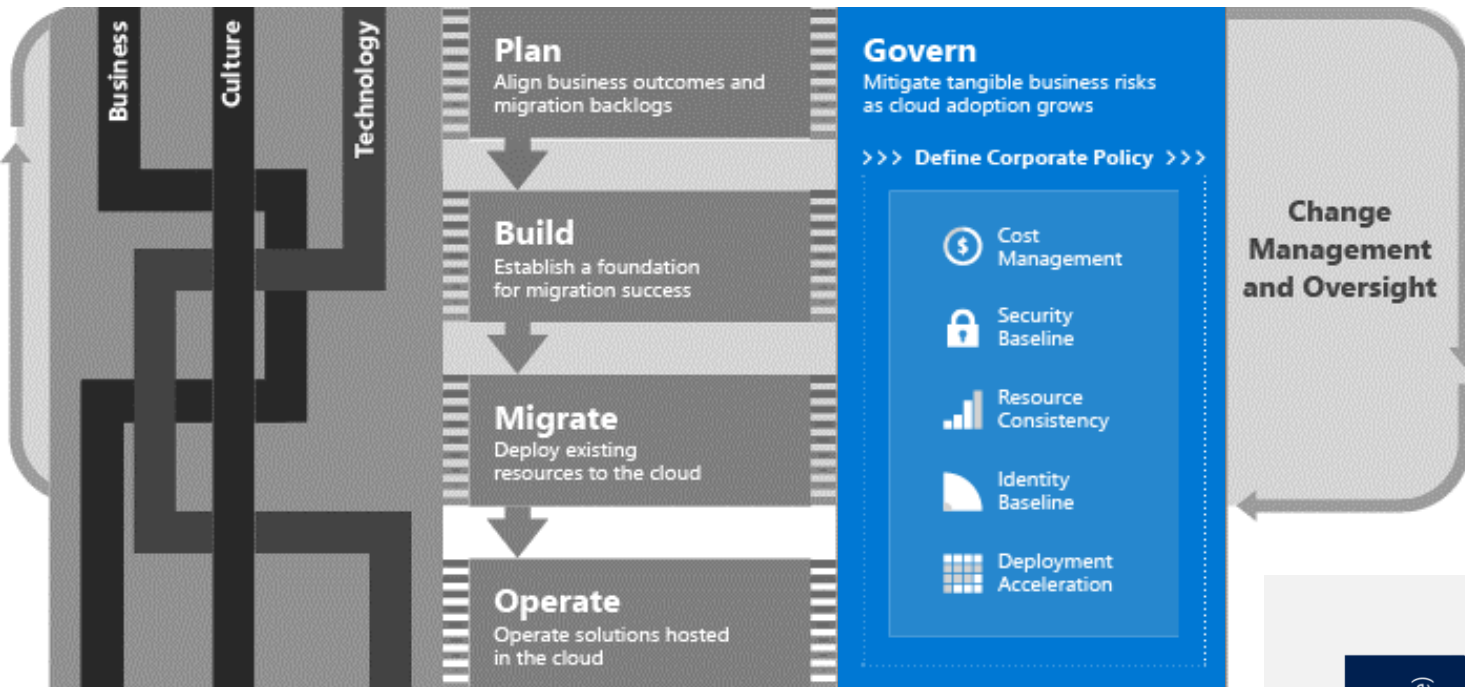 Business
Culture
Technology
Plan
Align business outcomes and
migration backlogs
Build
Establish a foundation
for migration success
Migrate
Deploy existing
resources to the cloud
Operate
Operate solutions hosted
in the cloud
Govern
Mitigate tangible business risks
as cloud adoption grows
>>> Define Corporate Policy >>>
$ Cost
Management
Security
Baseline
Resource
Consistency
Identity
Baseline
Deployment
Acceleration
Change
Management
and Oversight